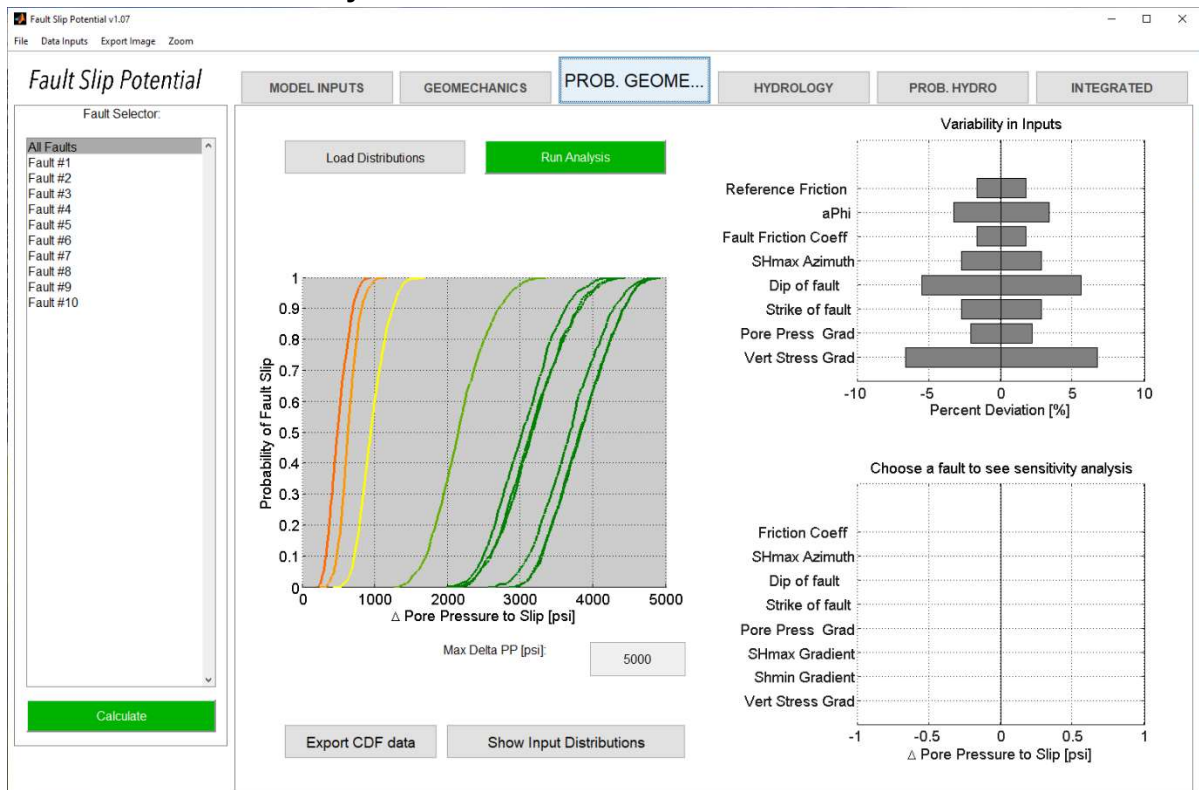 Fault Slip Potential v1.07
File Data Inputs Export Image Zoom
Fault Slip Potential
MODEL INPUTS GEOMECHANICS PROB. GEOME... HYDROLOGY PROB. HYDRO INTEGRATED
Fault Selector:
All Faults
Fault #1
Fault #2
Fault #3
Fault #4
Fault #5
Fault #6
Fault #7
Fault #8
Fault #9
Fault #10
Calculate
Load Distributions Run Analysis
Probability of Fault Slip
1
0.9
0.8
0.7
0.6
0.5
0.4
0.3
0.2
0.1
0
0 1000 2000 3000 4000 5000
Δ Pore Pressure to Slip [psi]
Max Delta PP [psi]: 5000
Export CDF data Show Input Distributions
Variability in Inputs
Reference Friction
aPhi
Fault Friction Coeff
SHmax Azimuth
Dip of fault
Strike of fault
Pore Press Grad
Vert Stress Grad
-10 -5 0 5 10
Percent Deviation [%]
Choose a fault to see sensitivity analysis
Friction Coeff
SHmax Azimuth
Dip of fault
Strike of fault
Pore Press Grad
SHmax Gradient
Shmin Gradient
Vert Stress Grad
-1 -0.5 0 0.5 1
Δ Pore Pressure to Slip [psi]